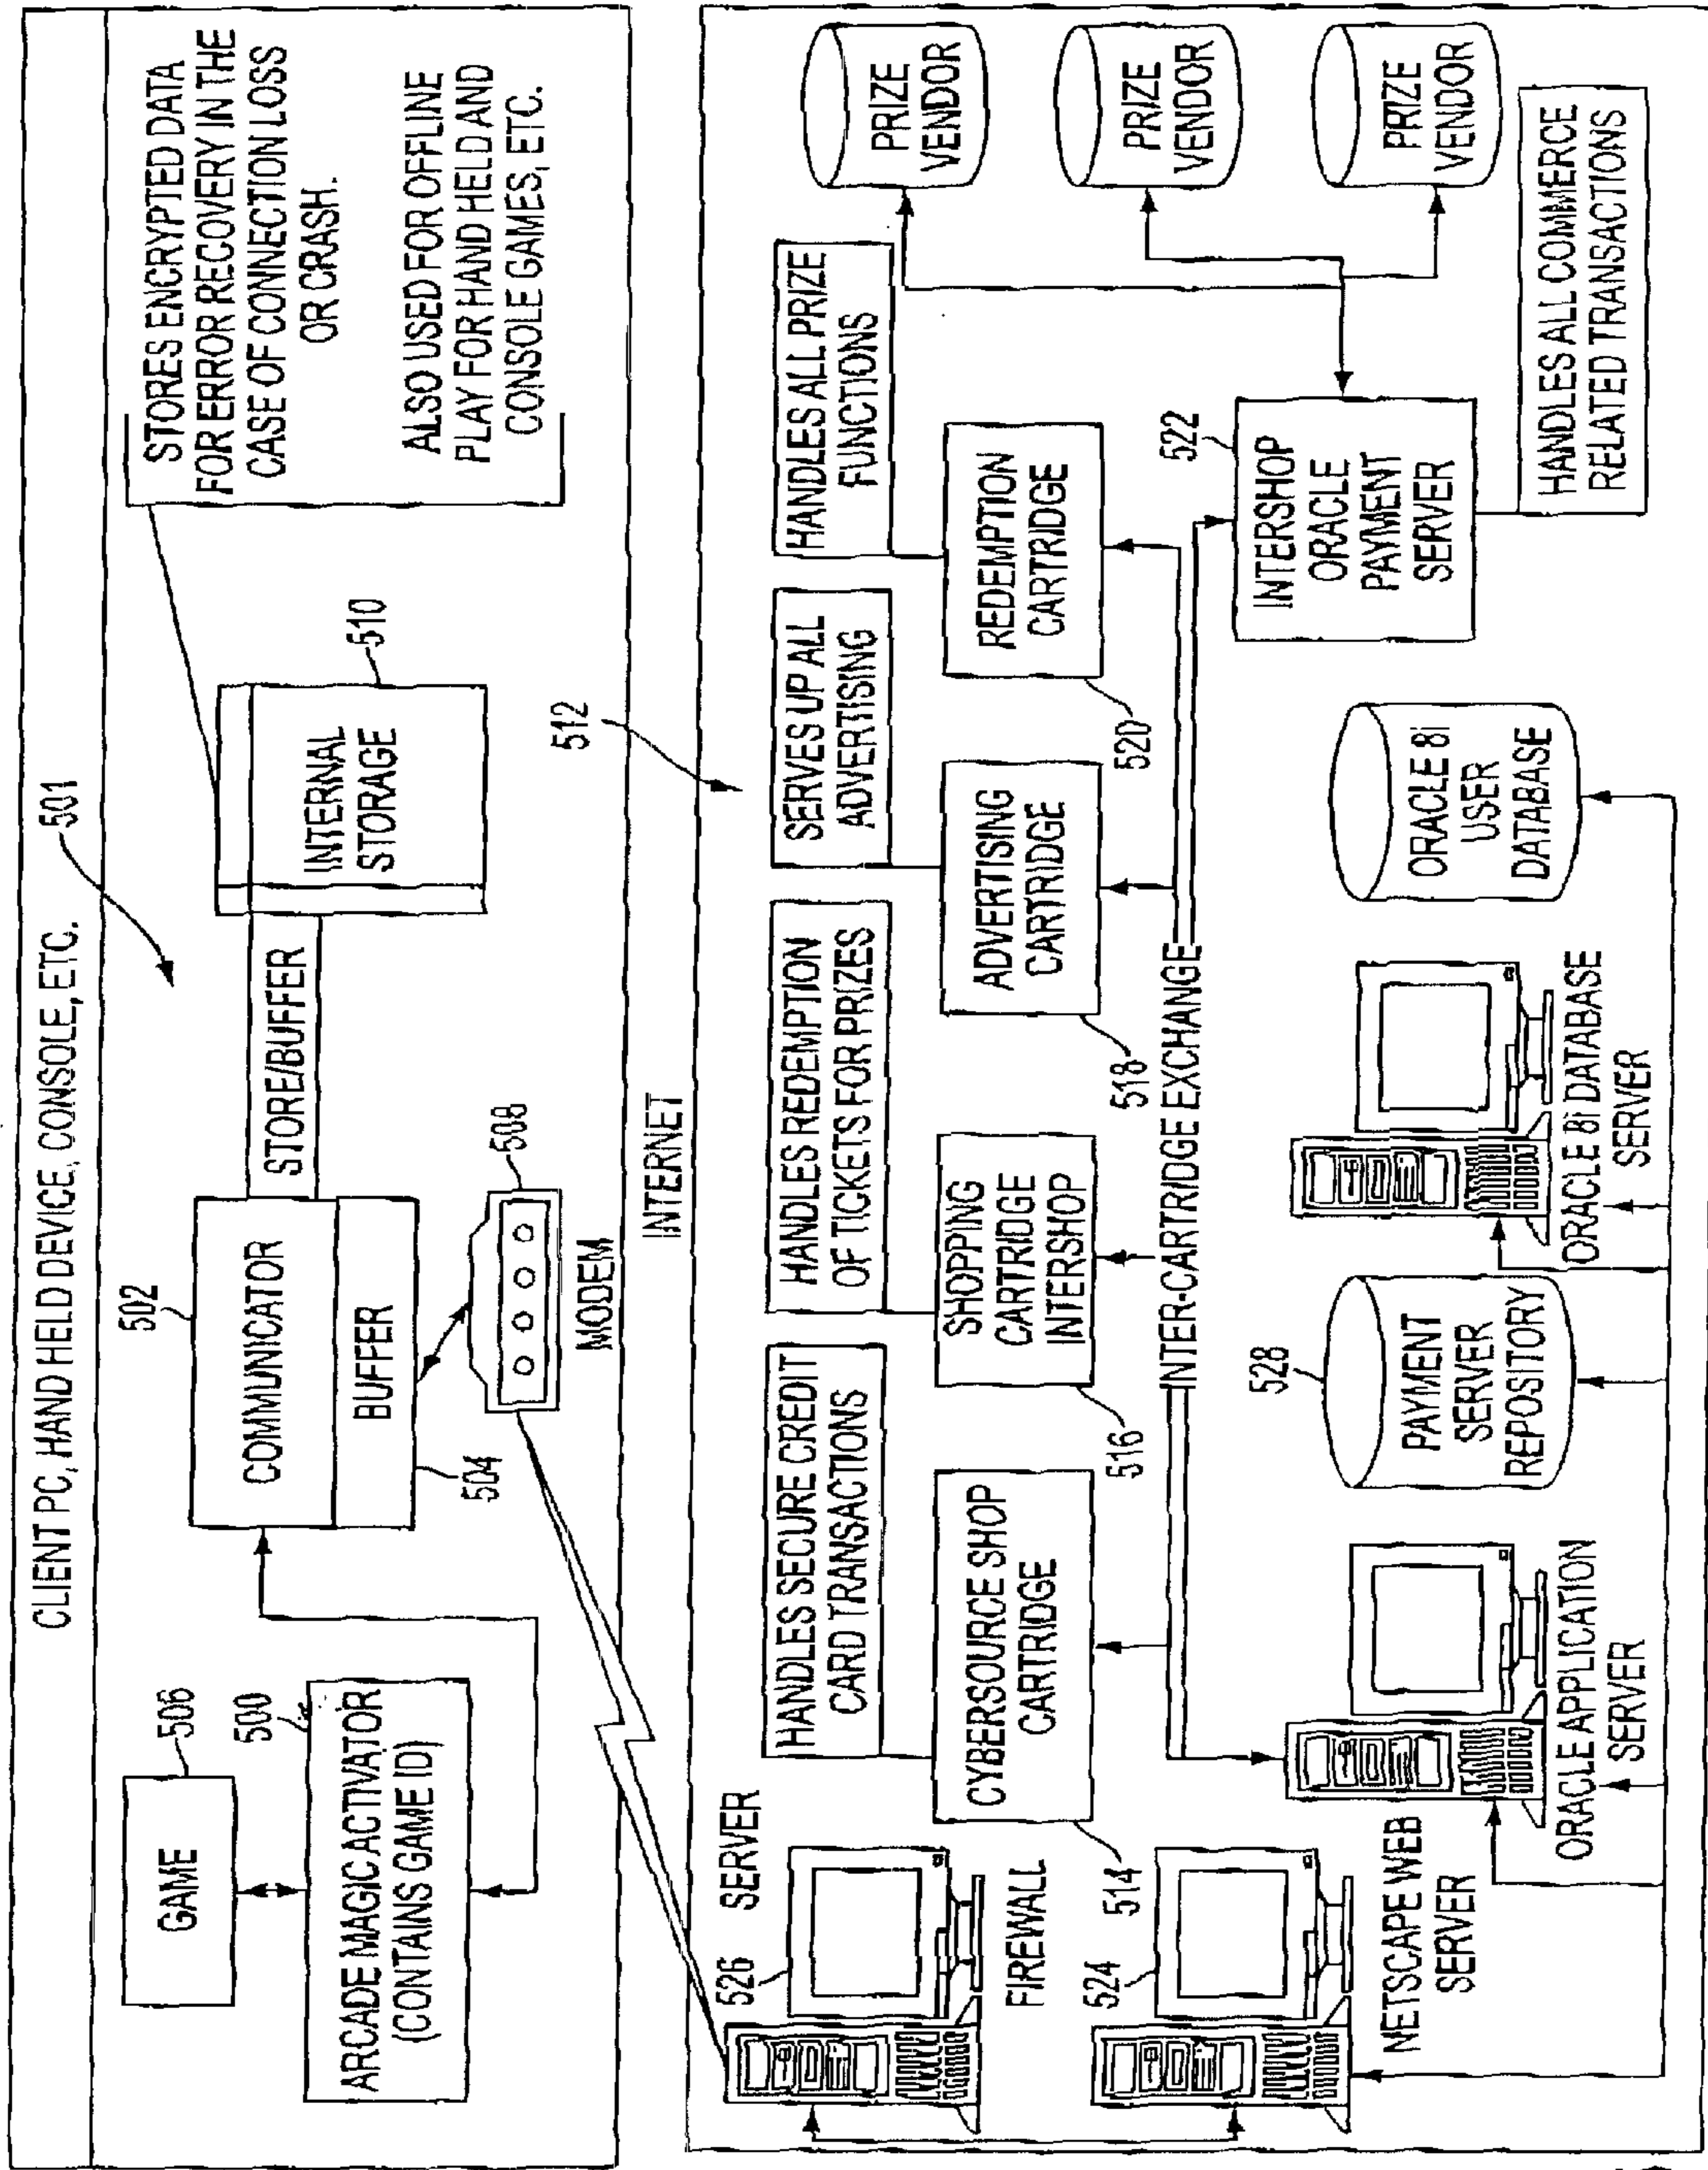 CLIENT PC, HAND HELD DEVICE, CONSOLE, ETC.
501
506
GAME
500
ARCADE MAGIC ACTIVATOR
(CONTAINS GAME ID)
502
COMMUNICATOR
BUFFER
504
508
MODEM
STORE/BUFFER
510
INTERNAL
STORAGE
STORES ENCRYPTED DATA
FOR ERROR RECOVERY IN THE
CASE OF CONNECTION LOSS
OR CRASH.
ALSO USED FOR OFFLINE
PLAY FOR HAND HELD AND
CONSOLE GAMES, ETC.
INTERNET
512
526
SERVER
FIREWALL
524
NETSCAPE WEB
SERVER
HANDLES SECURE CREDIT
CARD TRANSACTIONS
CYBERSOURCE SHOP
CARTRIDGE
514
HANDLES REDEMPTION
OF TICKETS FOR PRIZES
SHOPPING
CARTRIDGE
INTERSHOP
516
SERVES UP ALL
ADVERTISING
ADVERTISING
CARTRIDGE
518
HANDLES ALL PRIZE
FUNCTIONS
REDEMPTION
CARTRIDGE
520
PRIZE
VENDOR
PRIZE
VENDOR
PRIZE
VENDOR
INTER-CARTRIDGE EXCHANGE
522
INTERSHOP
ORACLE
PAYMENT
SERVER
HANDLES ALL COMMERCE
RELATED TRANSACTIONS
ORACLE APPLICATION
SERVER
528
PAYMENT
SERVER
REPOSITORY
ORACLE 8i DATABASE
SERVER
ORACLE 8i
USER
DATABASE